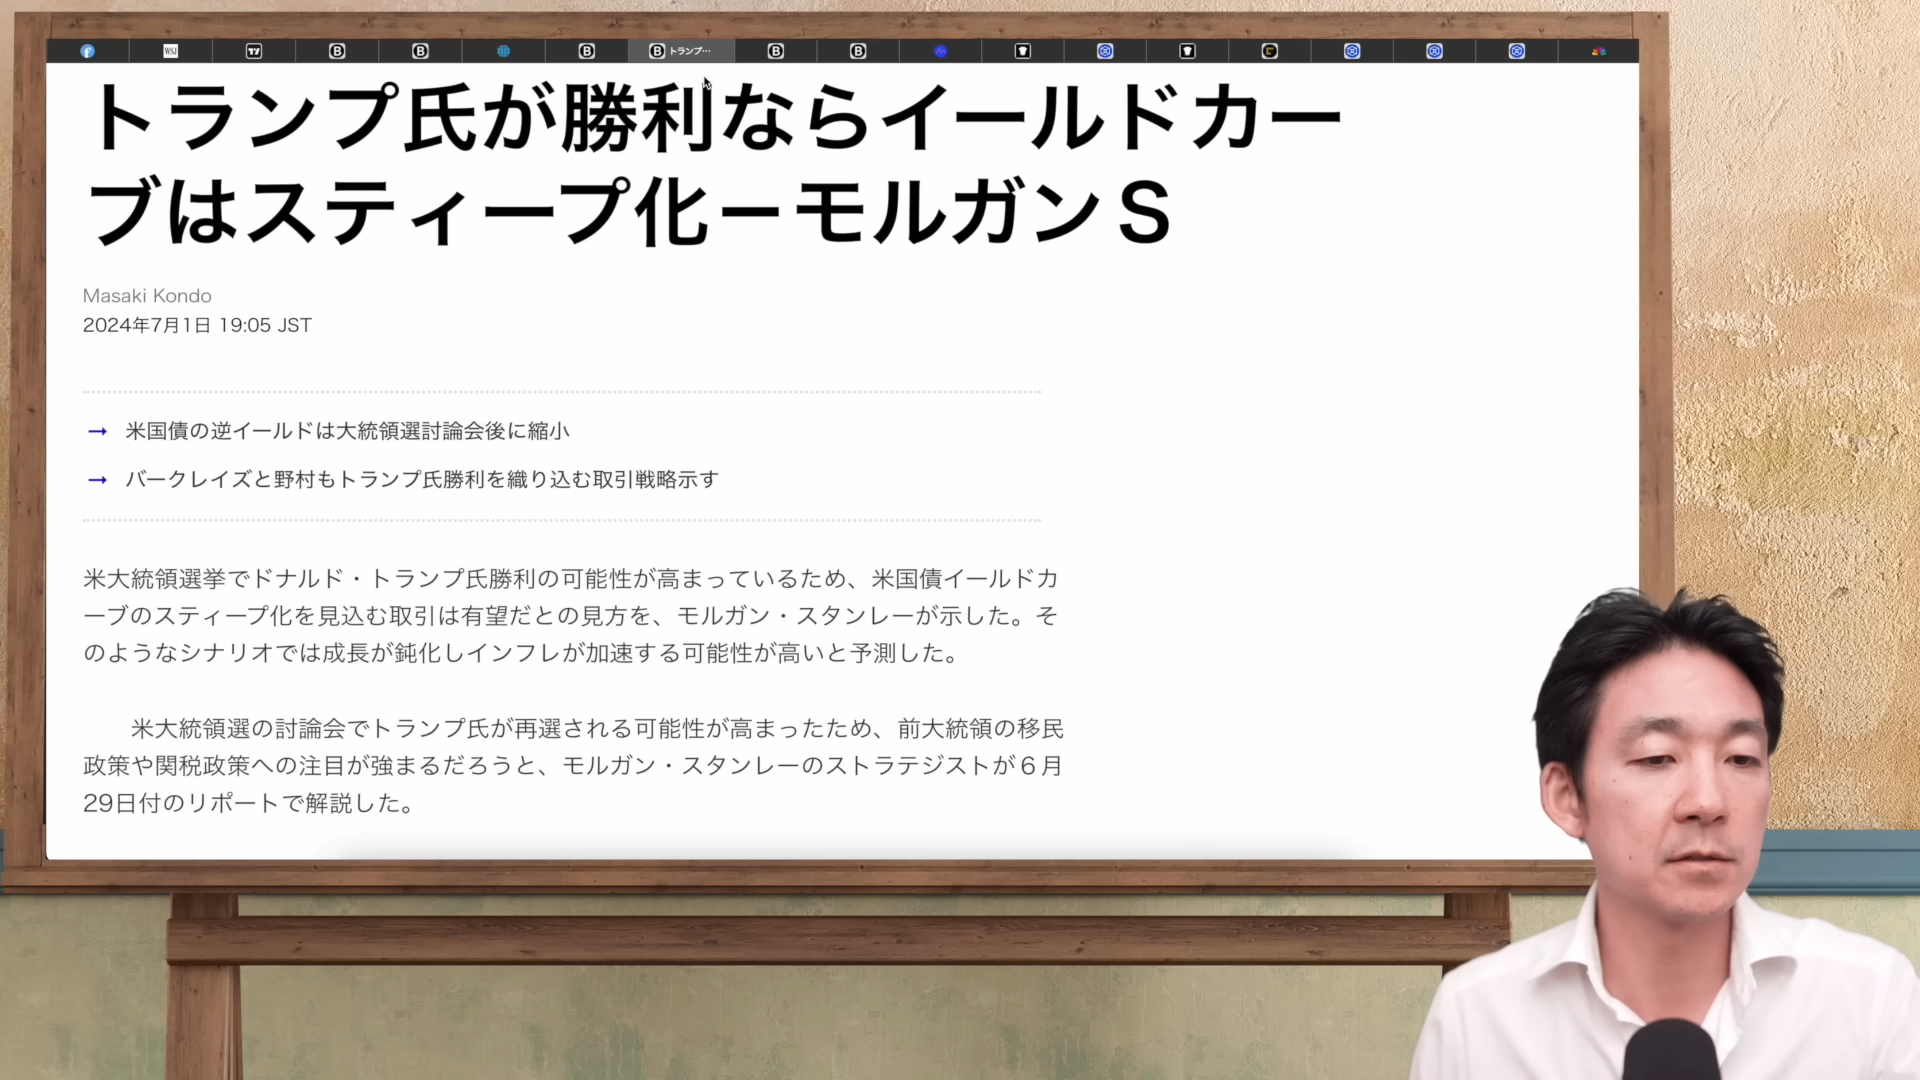 WSJ
TV
B
B
B
B トランプ…
B
B
トランプ氏が勝利ならイールドカー
ブはスティープ化－モルガンＳ
Masaki Kondo
2024年7月1日 19:05 JST
→ 米国債の逆イールドは大統領選討論会後に縮小
→ バークレイズと野村もトランプ氏勝利を織り込む取引戦略示す
米大統領選挙でドナルド・トランプ氏勝利の可能性が高まっているため、米国債イールドカ
ーブのスティープ化を見込む取引は有望だとの見方を、モルガン・スタンレーが示した。そ
のようなシナリオでは成長が鈍化しインフレが加速する可能性が高いと予測した。
米大統領選の討論会でトランプ氏が再選される可能性が高まったため、前大統領の移民
政策や関税政策への注目が強まるだろうと、モルガン・スタンレーのストラテジストが６月
29日付のリポートで解説した。